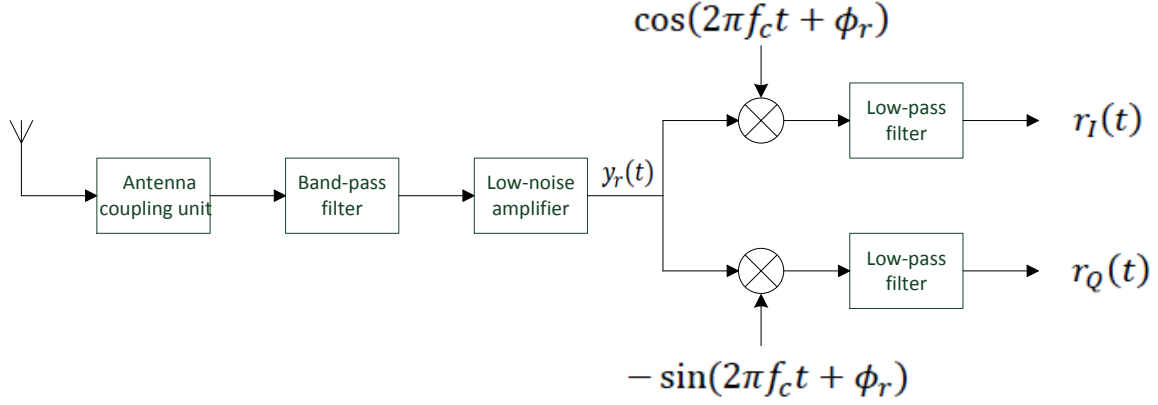 cos(2πf_c t + ϕ_r)
Low-pass
filter
r_I(t)
Antenna
coupling unit
Band-pass
filter
Low-noise
amplifier
y_r(t)
Low-pass
filter
r_Q(t)
− sin(2πf_c t + ϕ_r)